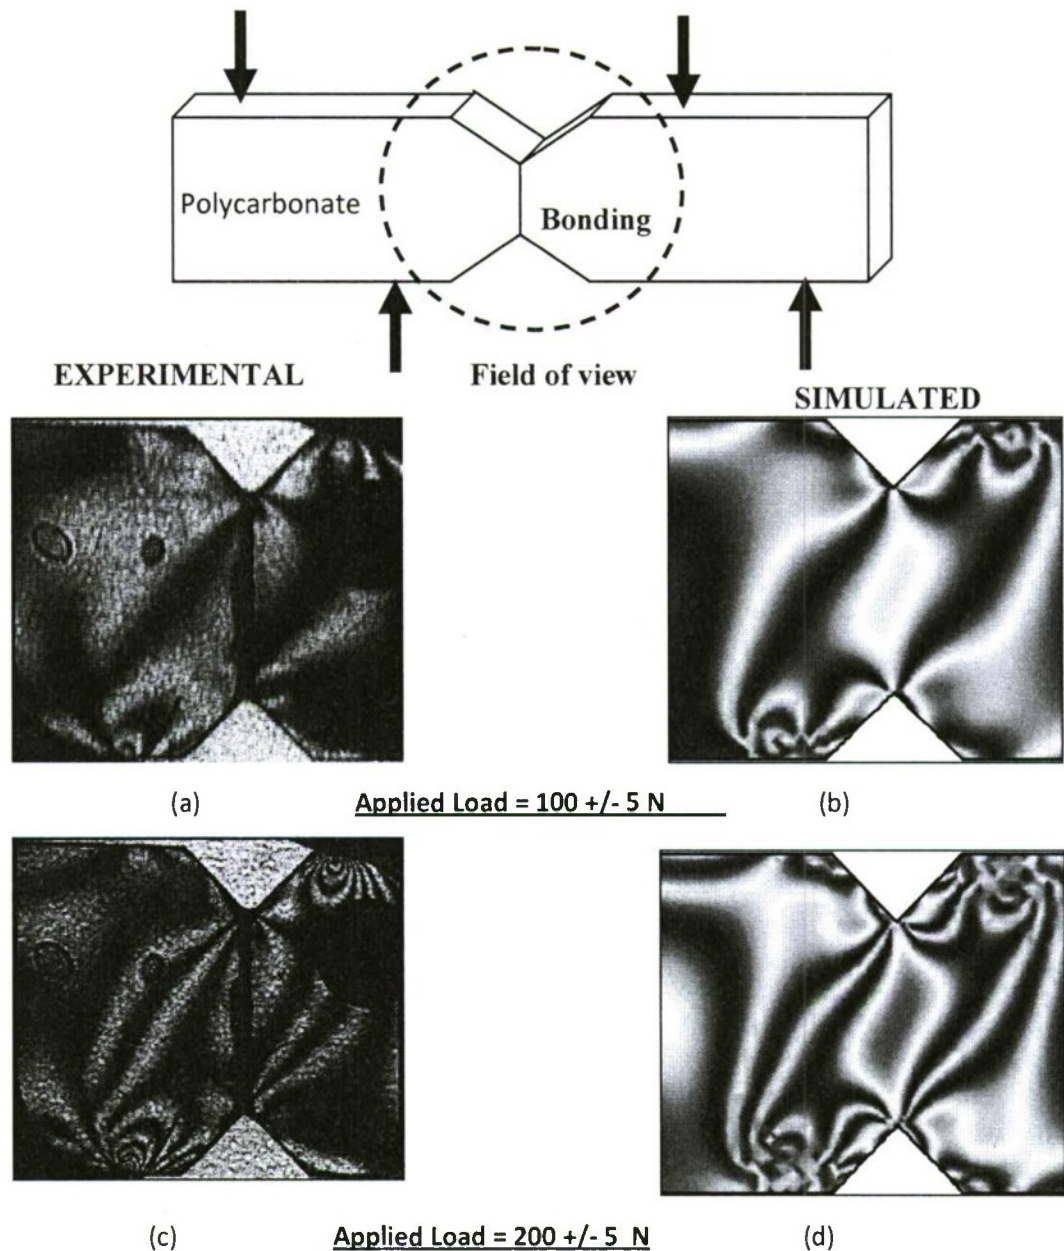 Polycarbonate
Bonding
EXPERIMENTAL
Field of view
SIMULATED
(a)
Applied Load = 100 +/- 5 N
(b)
(c)
Applied Load = 200 +/- 5 N
(d)